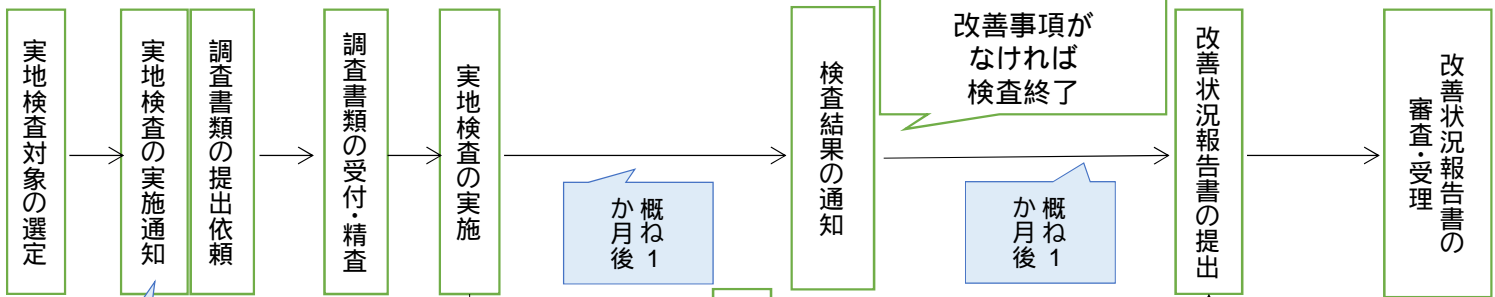 実地検査対象の選定
実地検査の実施通知
調査書類の提出依頼
調査書類の受付・精査
実地検査の実施
概ね1
か月後
検査結果の通知
改善事項が
なければ
検査終了
概ね1
か月後
改善状況報告書の提出
改善状況報告書の
審査・受理